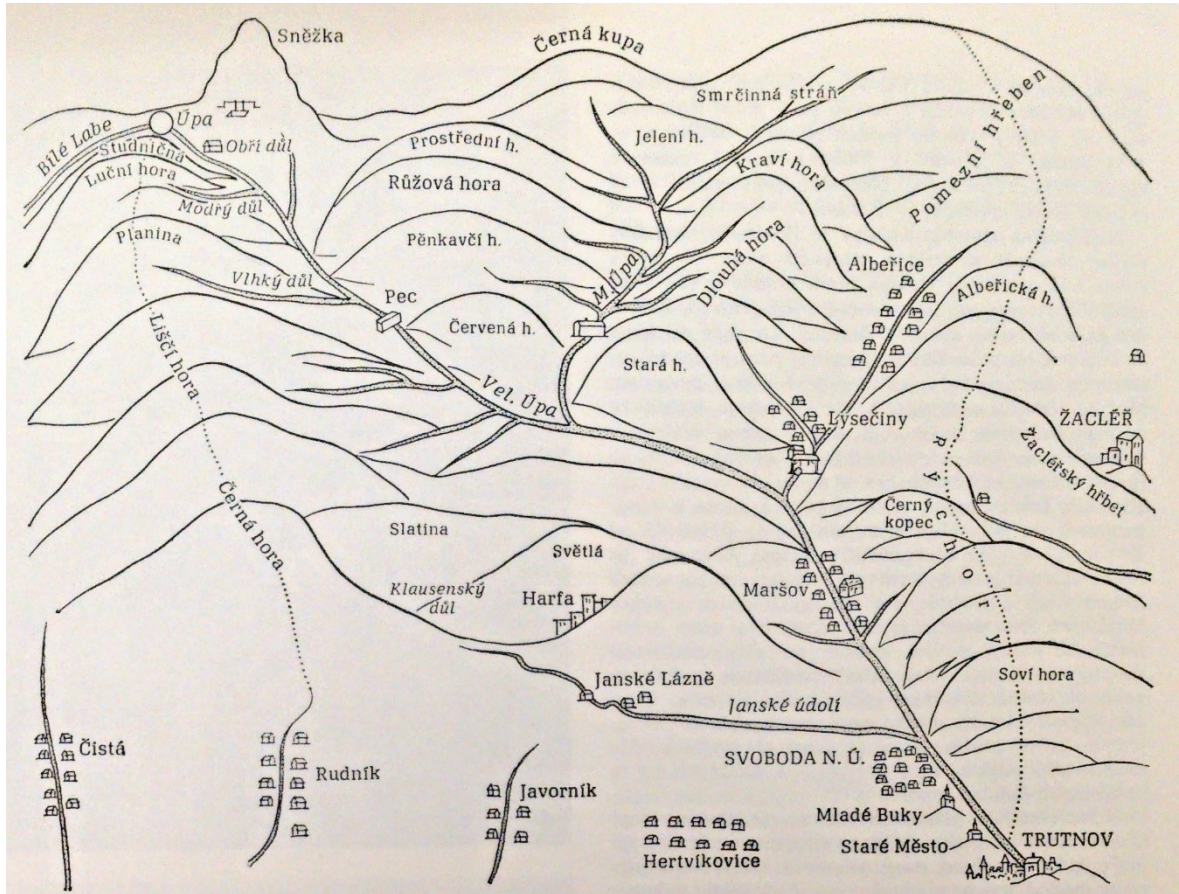 Sněžka
Černá kupa
Smrčinná stráň
Pomezní hřeben
Bílé Labe
Úpa
Obří důl
Studničná
Luční hora
Modrý důl
Prostřední h.
Jelení h.
Kraví hora
Růžová hora
Planina
Pěnkavčí h.
Vlhký důl
M. Úpa
Dlouhá hora
Albeřice
Albeřická h.
Pec
Červená h.
Liščí hora
Vel. Úpa
Stará h.
Lysečiny
ŽACLÉŘ
Žacléřský hřbet
Rýchory
Černá hora
Slatina
Světlá
Černý
kopec
Klausenský
důl
Harfa
Maršov
Janské Lázně
Janské údolí
Soví hora
Čistá
Rudník
Javorník
SVOBODA N. Ú.
Mladé Buky
Staré Město
TRUTNOV
Hertvíkovice